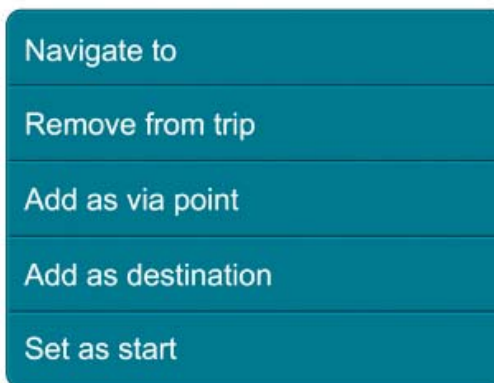 Navigate to
Remove from trip
Add as via point
Add as destination
Set as start